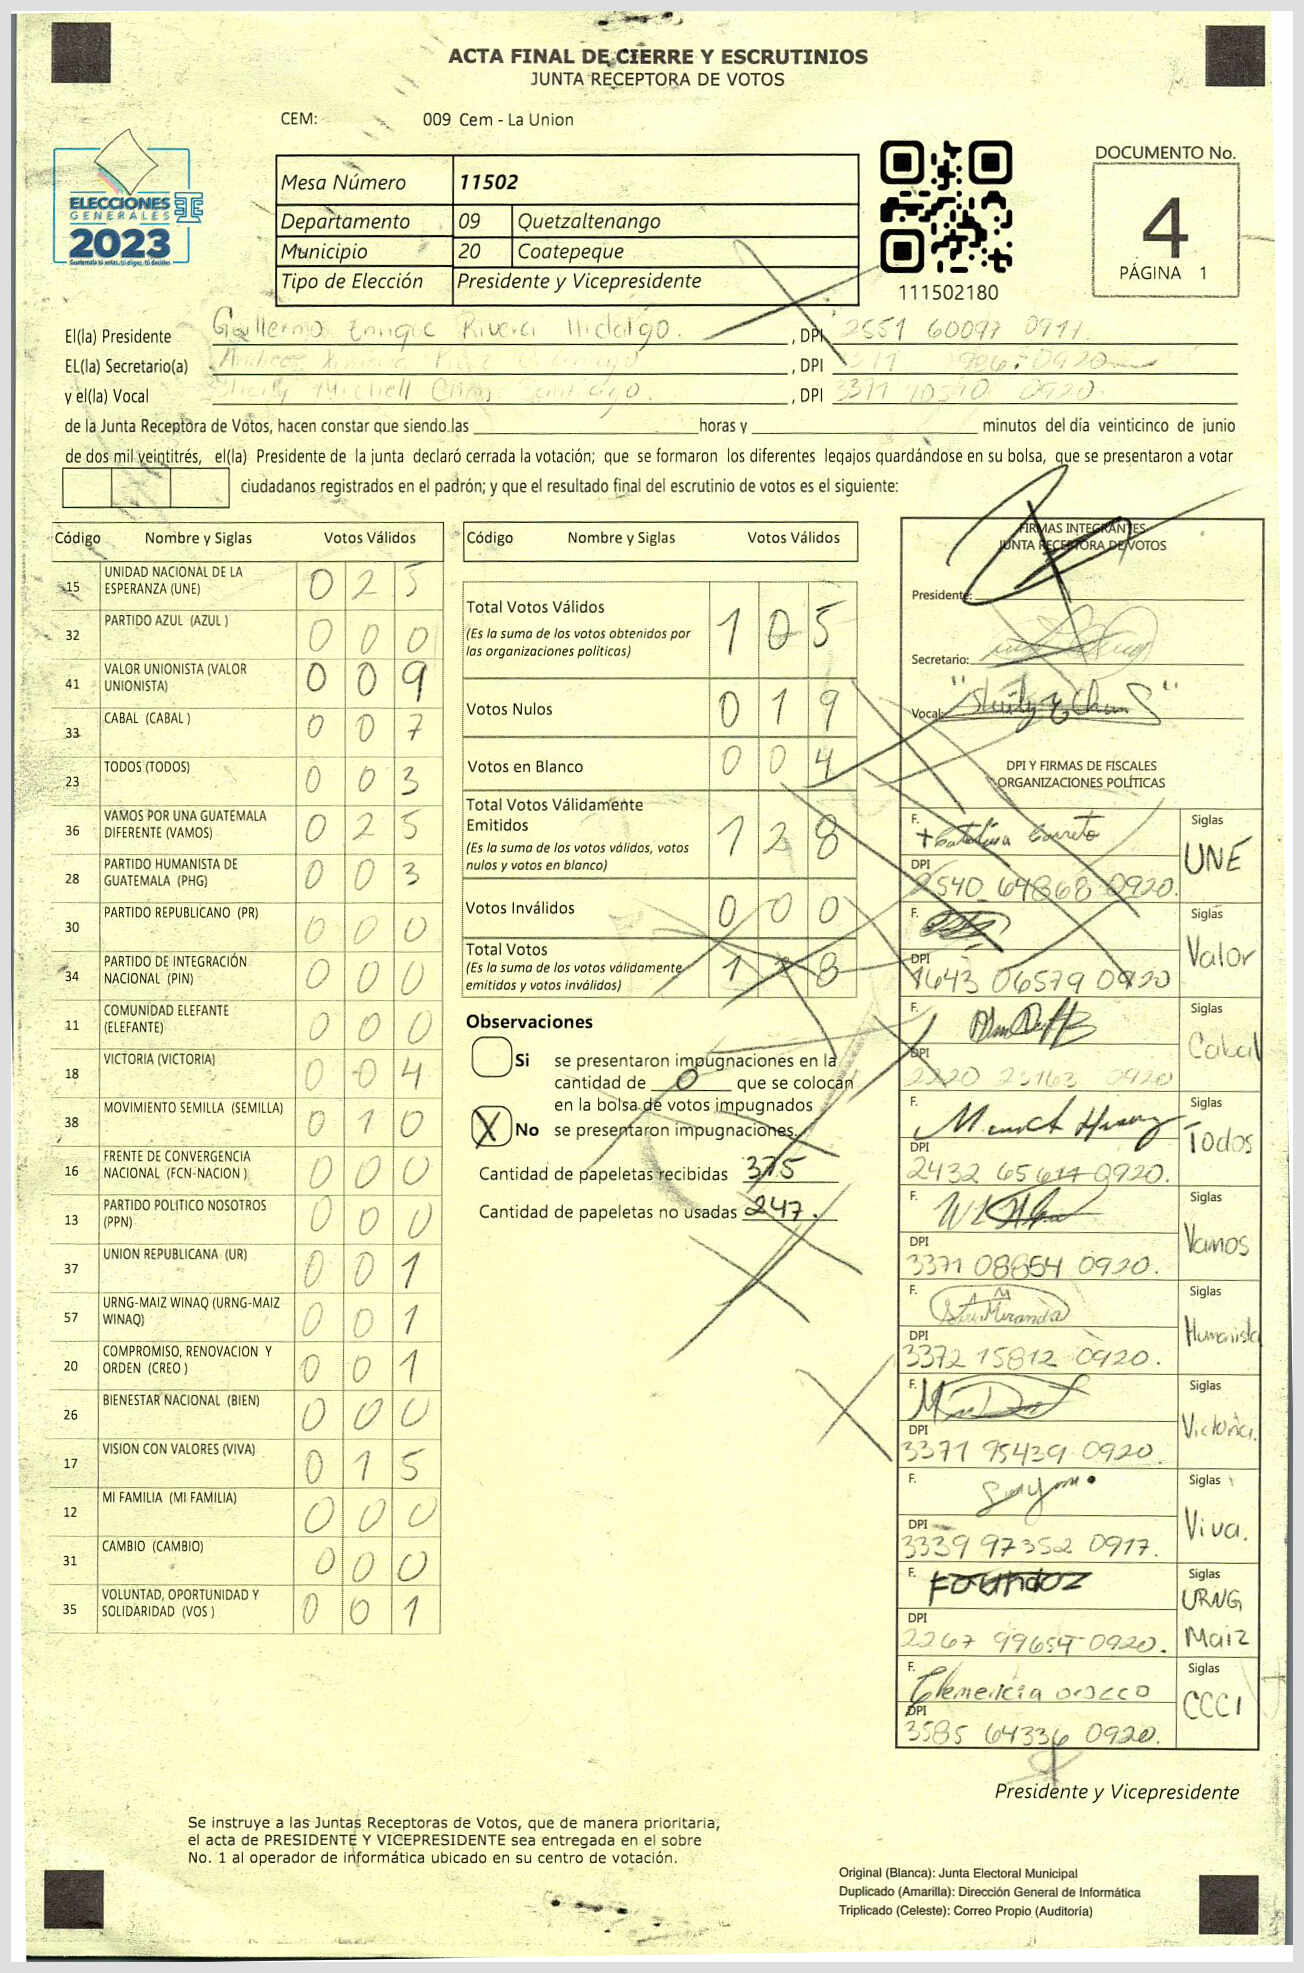 ACTA FINAL DE CIERRE Y ESCRUTINIOS
JUNTA RECEPTORA DE VOTOS
CEM: 009 Cem - La Union
ELECCIONES
GENERALES
2023
Guatemala tú votas, tú eliges, tú decides
Mesa Número 11502
Departamento 09 Quetzaltenango
Municipio 20 Coatepeque
Tipo de Elección Presidente y Vicepresidente
111502180
DOCUMENTO No.
4
PÁGINA 1
El(la) Presidente Guillermo Enrique Rivera Hidalgo. , DPI 2551 60097 0911.
EL(la) Secretario(a) , DPI 0920
y el(la) Vocal Sheily Michell Chun Santiago. , DPI 3371 10590 0920.
de la Junta Receptora de Votos, hacen constar que siendo las horas y minutos del día veinticinco de junio
de dos mil veintitrés, el(la) Presidente de la junta declaró cerrada la votación; que se formaron los diferentes legajos guardándose en su bolsa, que se presentaron a votar
ciudadanos registrados en el padrón; y que el resultado final del escrutinio de votos es el siguiente:
Código Nombre y Siglas Votos Válidos
15 UNIDAD NACIONAL DE LA ESPERANZA (UNE) 0 2 5
32 PARTIDO AZUL (AZUL ) 0 0 0
41 VALOR UNIONISTA (VALOR UNIONISTA) 0 0 9
33 CABAL (CABAL ) 0 0 7
23 TODOS (TODOS) 0 0 3
36 VAMOS POR UNA GUATEMALA DIFERENTE (VAMOS) 0 2 5
28 PARTIDO HUMANISTA DE GUATEMALA (PHG) 0 0 3
30 PARTIDO REPUBLICANO (PR) 0 0 0
34 PARTIDO DE INTEGRACIÓN NACIONAL (PIN) 0 0 0
11 COMUNIDAD ELEFANTE (ELEFANTE) 0 0 0
18 VICTORIA (VICTORIA) 0 0 4
38 MOVIMIENTO SEMILLA (SEMILLA) 0 1 0
16 FRENTE DE CONVERGENCIA NACIONAL (FCN-NACION ) 0 0 0
13 PARTIDO POLITICO NOSOTROS (PPN) 0 0 0
37 UNION REPUBLICANA (UR) 0 0 1
57 URNG-MAIZ WINAQ (URNG-MAIZ WINAQ) 0 0 1
20 COMPROMISO, RENOVACION Y ORDEN (CREO ) 0 0 1
26 BIENESTAR NACIONAL (BIEN) 0 0 0
17 VISION CON VALORES (VIVA) 0 1 5
12 MI FAMILIA (MI FAMILIA) 0 0 0
31 CAMBIO (CAMBIO) 0 0 0
35 VOLUNTAD, OPORTUNIDAD Y SOLIDARIDAD (VOS ) 0 0 1
Código Nombre y Siglas Votos Válidos
Total Votos Válidos 1 0 5
(Es la suma de los votos obtenidos por
las organizaciones políticas)
Votos Nulos 0 1 9
Votos en Blanco 0 0 4
Total Votos Válidamente
Emitidos 1 2 8
(Es la suma de los votos válidos, votos
nulos y votos en blanco)
Votos Inválidos 0 0 0
Total Votos 1 2 8
(Es la suma de los votos válidamente
emitidos y votos inválidos)
Observaciones
Si se presentaron impugnaciones en la
cantidad de 0 que se colocan
en la bolsa de votos impugnados
X No se presentaron impugnaciones.
Cantidad de papeletas recibidas 375
Cantidad de papeletas no usadas 247.
FIRMAS INTEGRANTES
JUNTA RECEPTORA DE VOTOS
Presidente:
Secretario:
Vocal: "Sheily Chun S"
DPI Y FIRMAS DE FISCALES
ORGANIZACIONES POLÍTICAS
F. Siglas
DPI 2540 64868 0920. UNE
F. Siglas
DPI 1643 06579 0920 Valor
F. Siglas
DPI 2220 23163 0920 Cabal
F. Siglas
DPI 2432 65611 0920. Todos
F. Siglas
DPI 3371 08854 0920. Vamos
F. Miranda Siglas
DPI 3372 15812 0920. Humanista
F. Siglas
DPI 3371 95439 0920. Victoria.
F. Siglas
DPI 3339 97352 0917. Viva.
F. Siglas
DPI 2267 99654 0920. URNG Maiz
F. Clemencia orozco Siglas
DPI 3585 64336 0920. CCC1
Presidente y Vicepresidente
Se instruye a las Juntas Receptoras de Votos, que de manera prioritaria,
el acta de PRESIDENTE Y VICEPRESIDENTE sea entregada en el sobre
No. 1 al operador de informática ubicado en su centro de votación.
Original (Blanca): Junta Electoral Municipal
Duplicado (Amarilla): Dirección General de Informática
Triplicado (Celeste): Correo Propio (Auditoría)